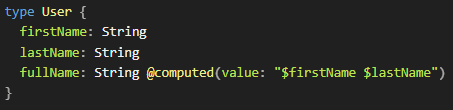 type User {
  firstName: String
  lastName: String
  fullName: String @computed(value: "$firstName $lastName")
}